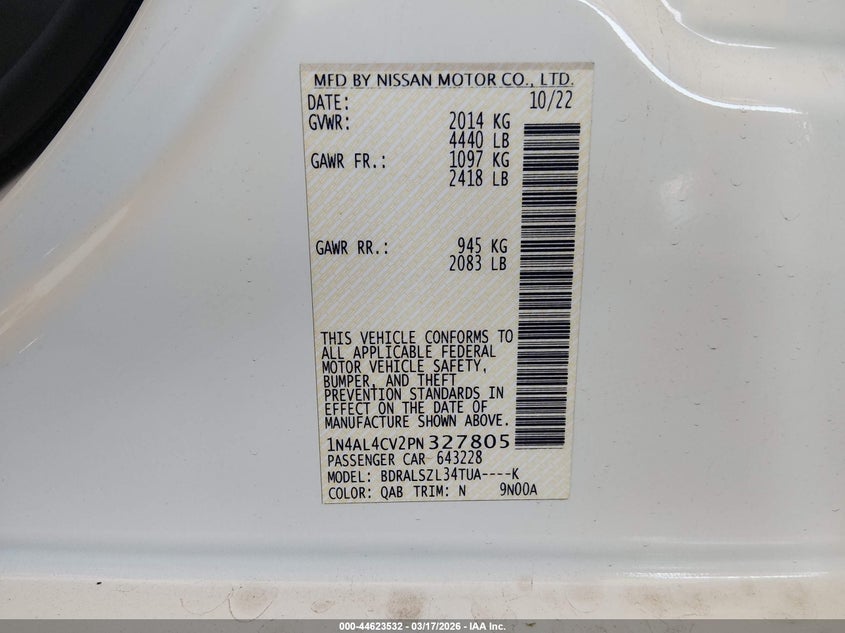 MFD BY NISSAN MOTOR CO., LTD.
DATE: 10/22
GVWR: 2014 KG
4440 LB
GAWR FR.: 1097 KG
2418 LB
GAWR RR.: 945 KG
2083 LB
THIS VEHICLE CONFORMS TO
ALL APPLICABLE FEDERAL
MOTOR VEHICLE SAFETY,
BUMPER, AND THEFT
PREVENTION STANDARDS IN
EFFECT ON THE DATE OF
MANUFACTURE SHOWN ABOVE.
1N4AL4CV2PN327805
PASSENGER CAR 643228
MODEL: BDRALSZL34TUA----K
COLOR: QAB TRIM: N 9N00A
000-44623532 — 03/17/2026 — IAA Inc.